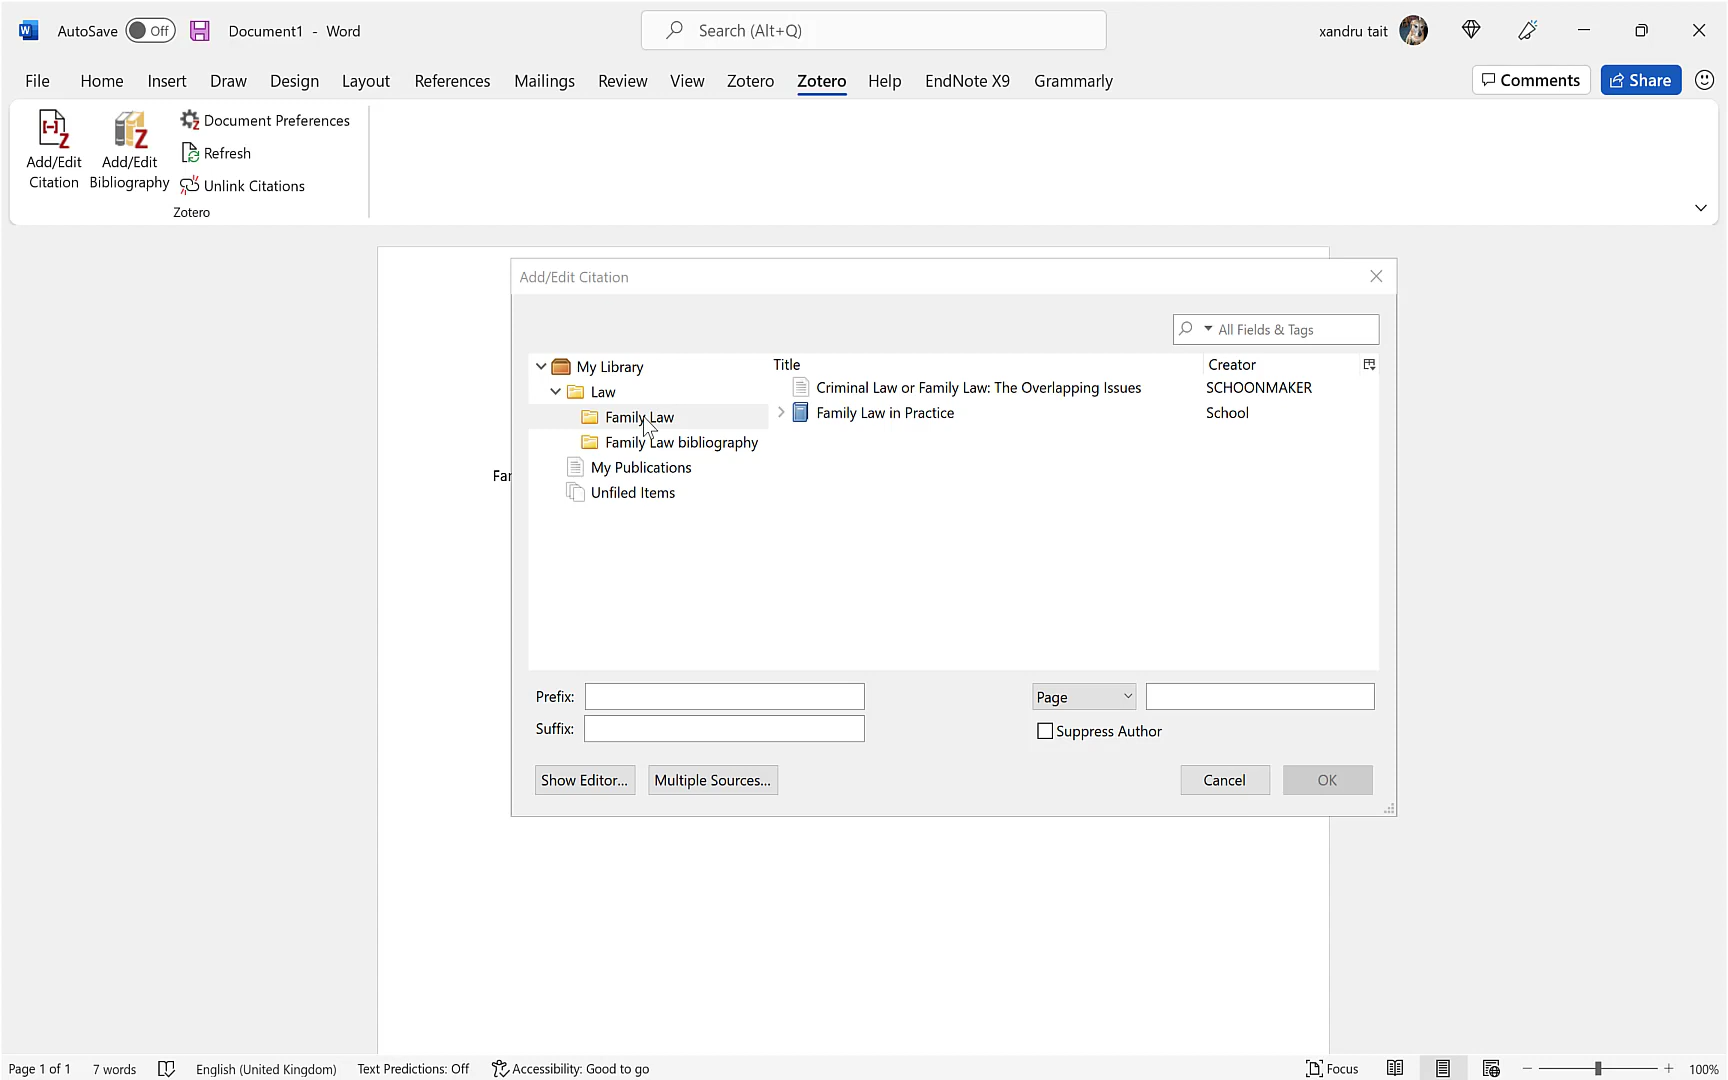 AutoSave Off Document1 - Word Search (Alt+Q) xandru tait
File Home Insert Draw Design Layout References Mailings Review View Zotero Zotero Help EndNote X9 Grammarly Comments Share
Add/Edit Citation
Add/Edit Bibliography
Document Preferences
Refresh
Unlink Citations
Zotero
Add/Edit Citation
All Fields & Tags
My Library
Law
Family Law
Family Law bibliography
My Publications
Unfiled Items
Title Creator
Criminal Law or Family Law: The Overlapping Issues SCHOONMAKER
Family Law in Practice School
Far
Prefix: Page
Suffix: Suppress Author
Show Editor... Multiple Sources... Cancel OK
Page 1 of 1 7 words English (United Kingdom) Text Predictions: Off Accessibility: Good to go Focus 100%